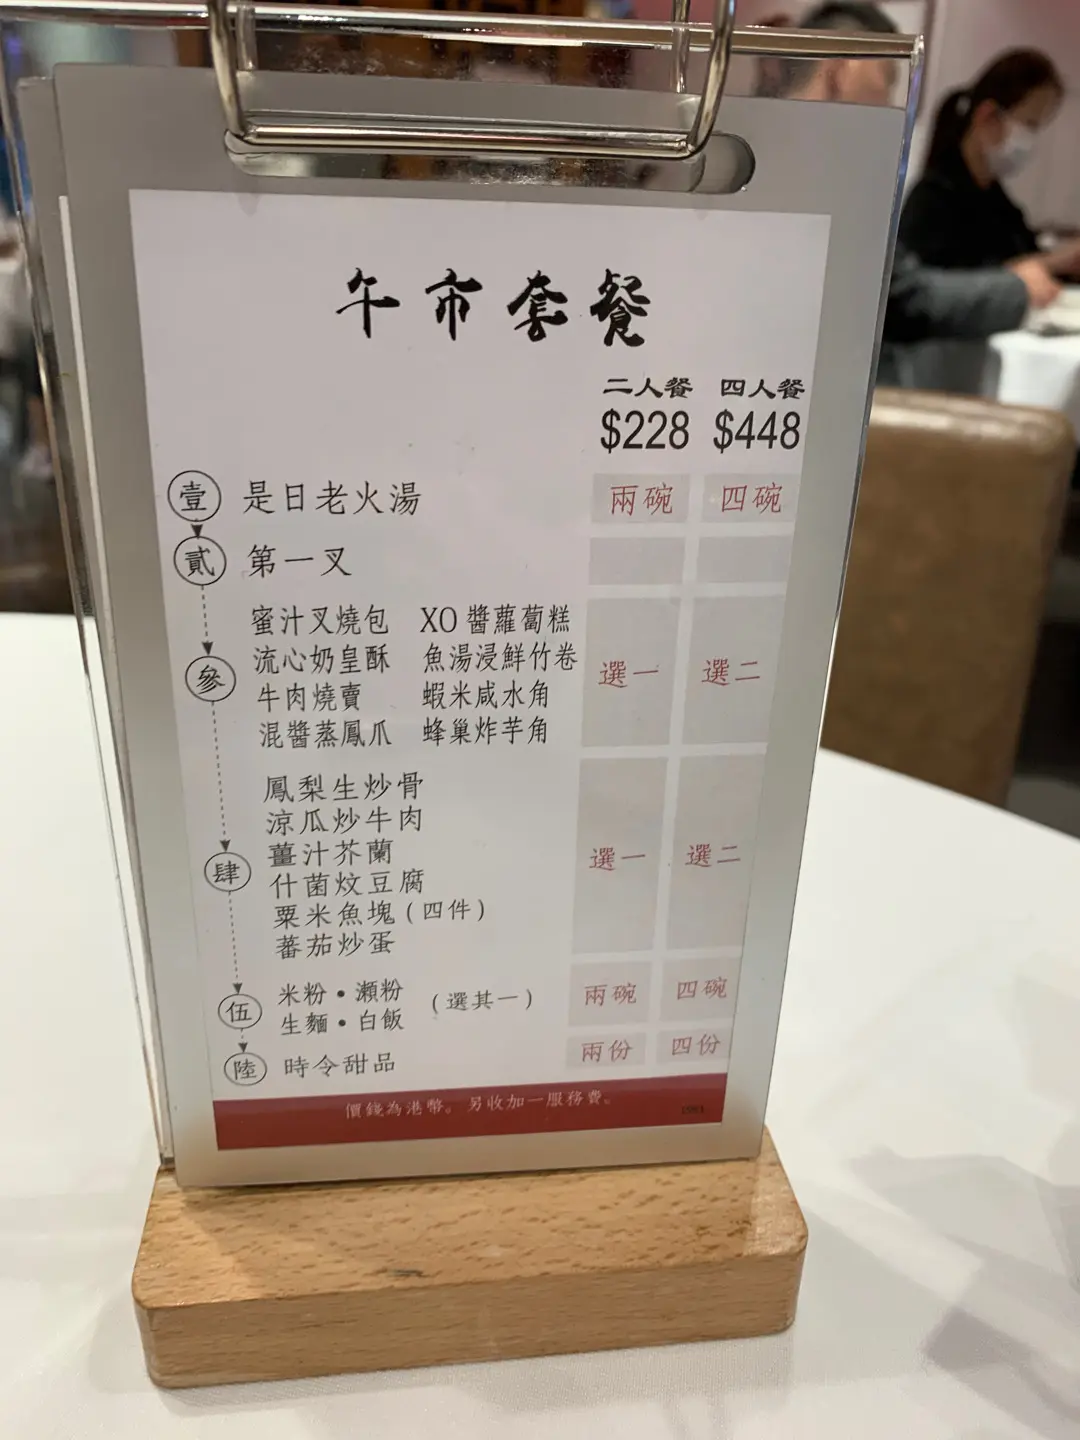 午市套餐
二人餐 四人餐
$228 $448
壹 是日老火湯 兩碗 四碗
貳 第一叉
蜜汁叉燒包 XO醬蘿蔔糕
流心奶皇酥 魚湯浸鮮竹卷
參 選一 選二
牛肉燒賣 蝦米咸水角
混醬蒸鳳爪 蜂巢炸芋角
鳳梨生炒骨
涼瓜炒牛肉
薑汁芥蘭 選一 選二
肆 什菌炆豆腐
粟米魚塊(四件)
蕃茄炒蛋
伍 米粉•瀨粉 (選其一) 兩碗 四碗
生麵•白飯
陸 時令甜品 兩份 四份
價錢為港幣。另收加一服務費。